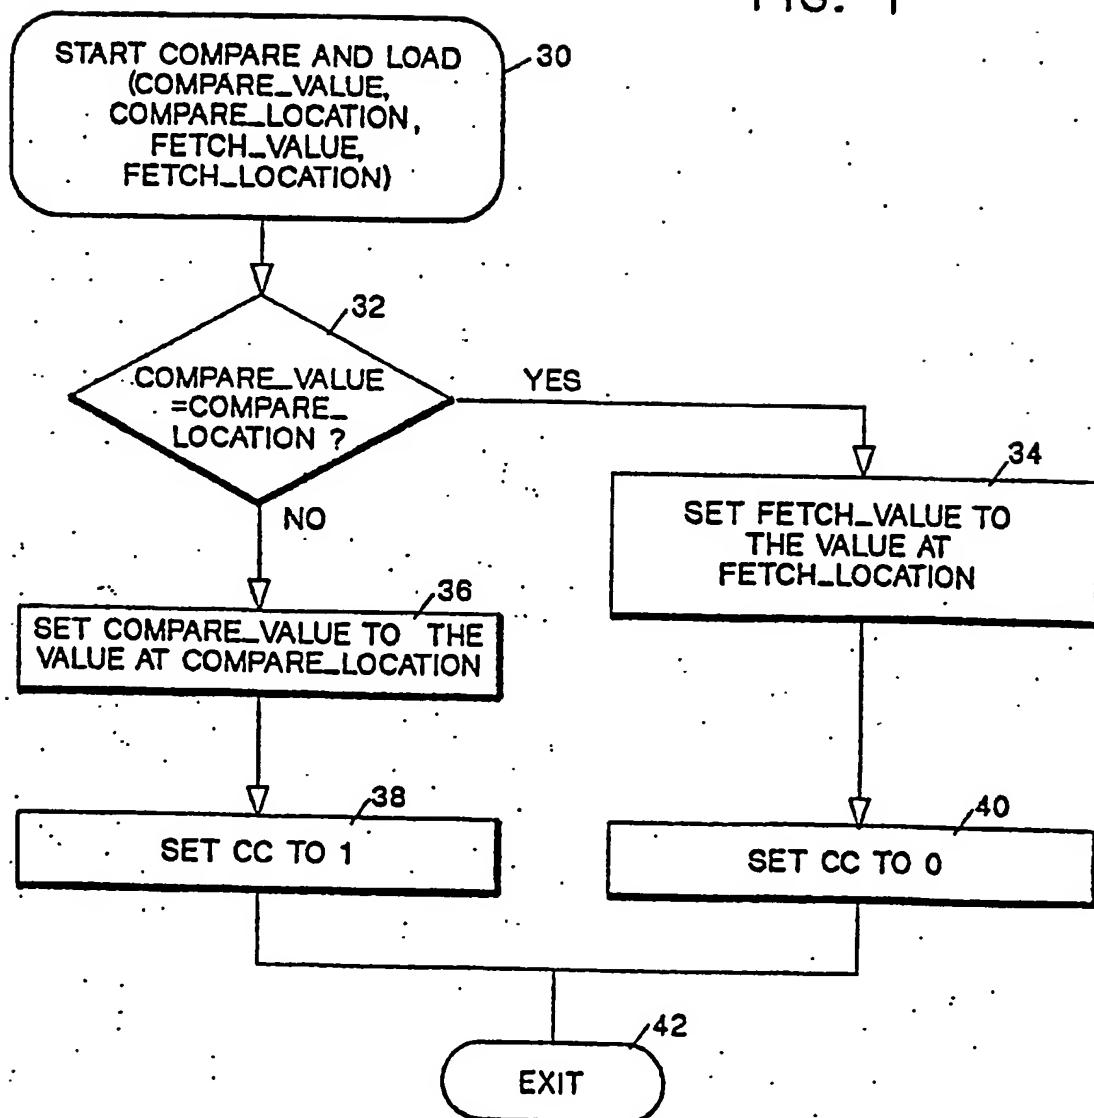 FIG. 1
START COMPARE AND LOAD
(COMPARE_VALUE,
COMPARE_LOCATION,
FETCH_VALUE,
FETCH_LOCATION)
30
32
COMPARE_VALUE
=COMPARE_
LOCATION ?
YES
NO
34
SET FETCH_VALUE TO
THE VALUE AT
FETCH_LOCATION
36
SET COMPARE_VALUE TO THE
VALUE AT COMPARE_LOCATION
38
SET CC TO 1
40
SET CC TO 0
42
EXIT